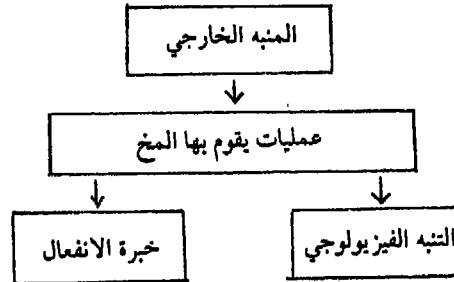 المنبه الخارجي
عمليات يقوم بها المخ
التنبه الفيزيولوجي
خبرة الانفعال